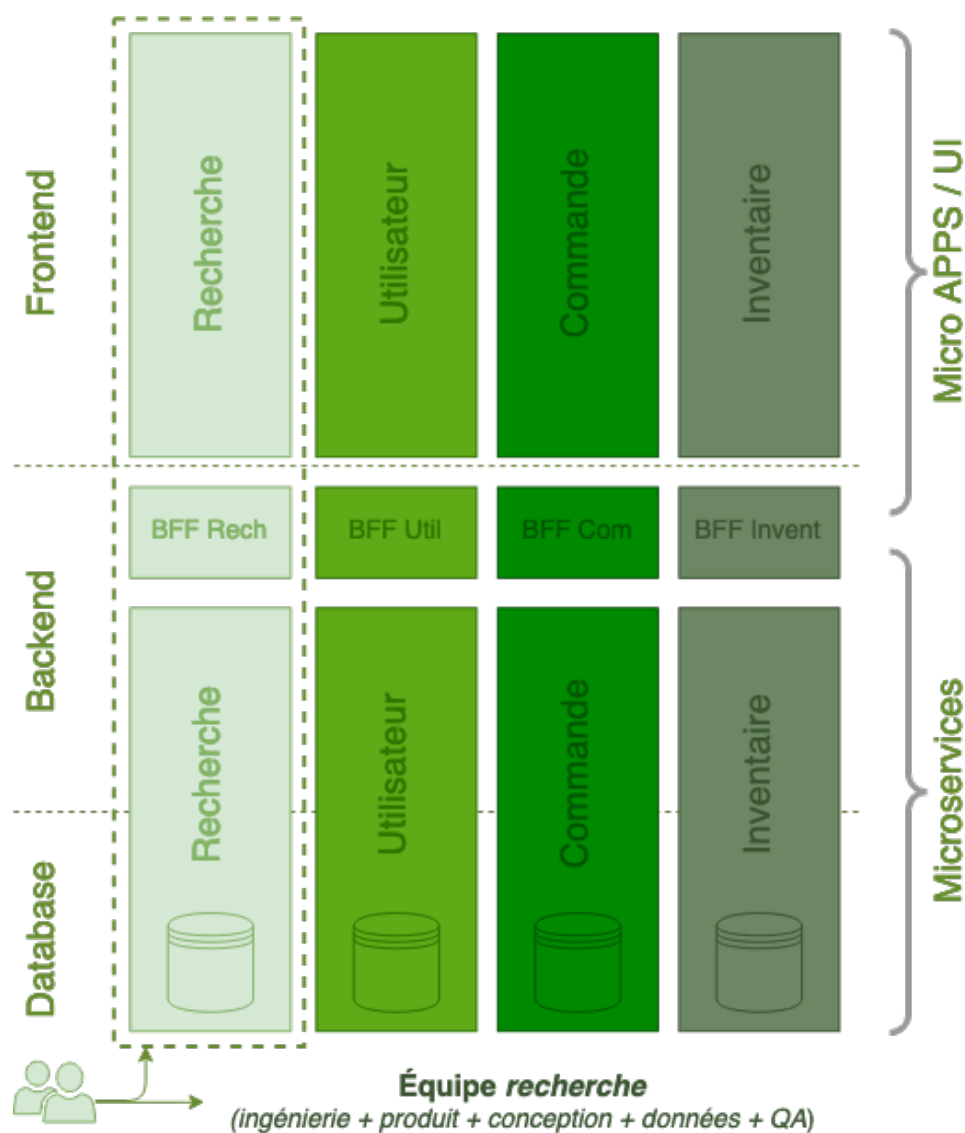 Frontend
Recherche
Utilisateur
Commande
Inventaire
Micro APPS / UI
Backend
BFF Rech
BFF Util
BFF Com
BFF Invent
Recherche
Utilisateur
Commande
Inventaire
Microservices
Database
Équipe recherche
(ingénierie + produit + conception + données + QA)